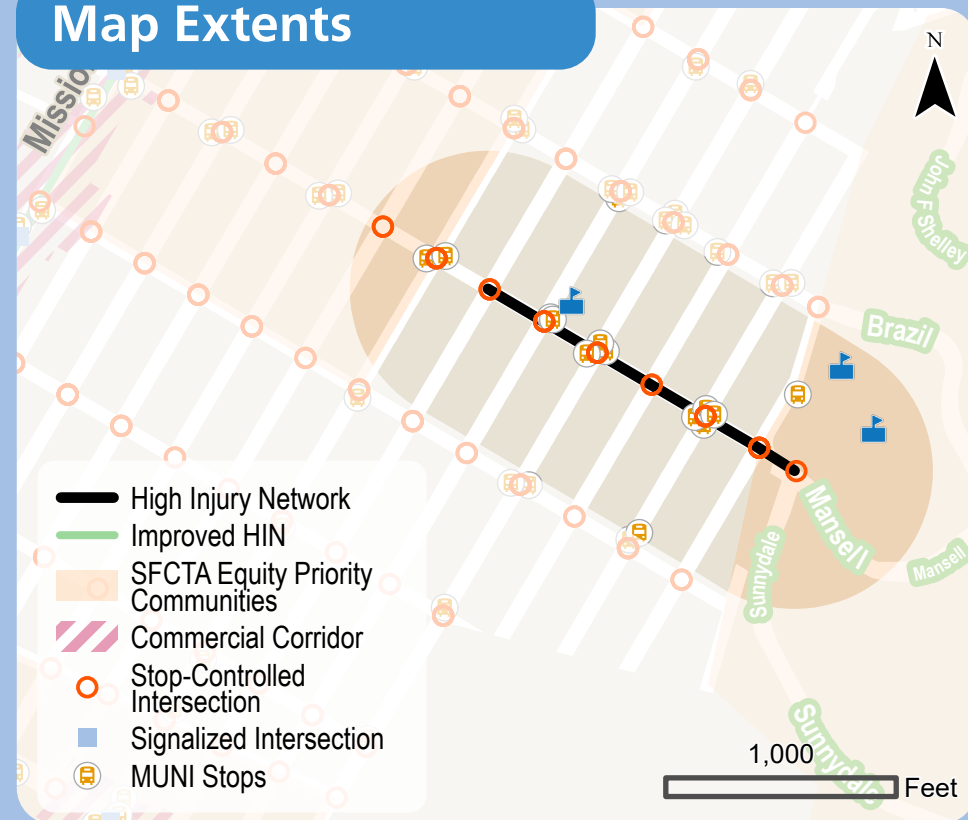 Map Extents
N
Mission
John F Shelley
Brazil
Mansell
Mansell
Sunnydale
Sunnydale
High Injury Network
Improved HIN
SFCTA Equity Priority
Communities
Commercial Corridor
Stop-Controlled
Intersection
Signalized Intersection
MUNI Stops
1,000
Feet